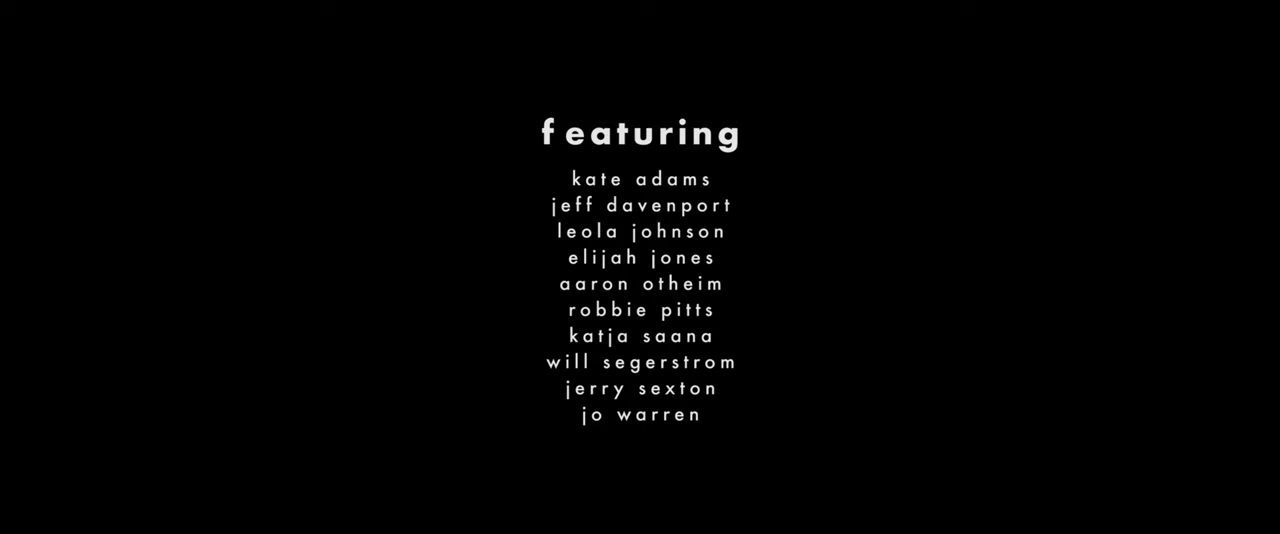 featuring
kate adams
jeff davenport
leola johnson
elijah jones
aaron otheim
robbie pitts
katja saana
will segerstrom
jerry sexton
jo warren